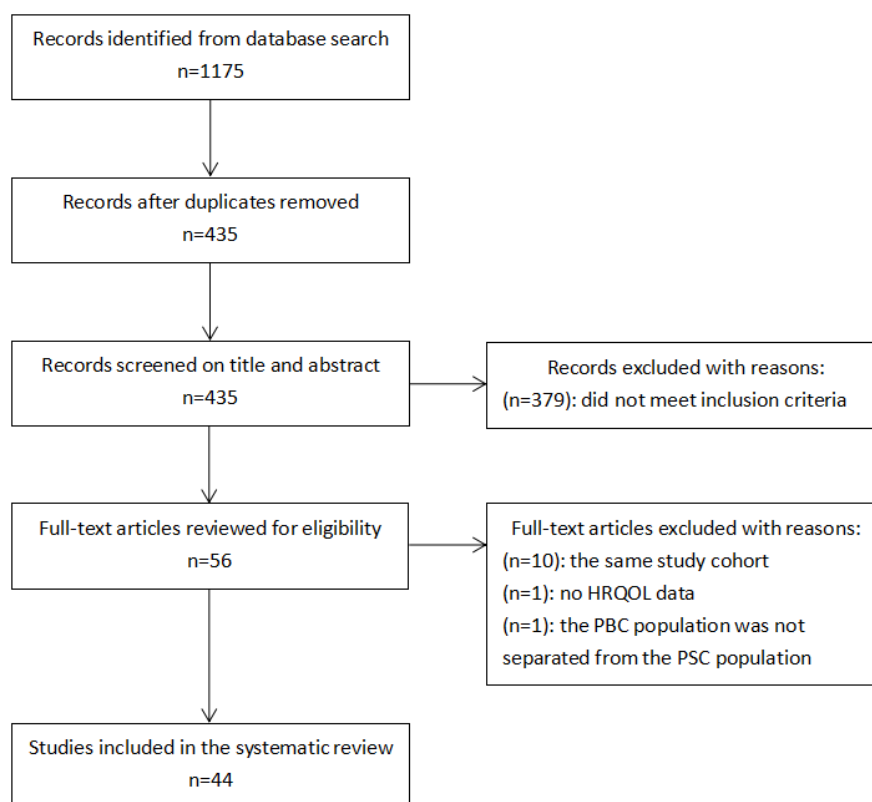 Records identified from database search
n=1175
Records after duplicates removed
n=435
Records screened on title and abstract
n=435
Records excluded with reasons:
(n=379): did not meet inclusion criteria
Full-text articles reviewed for eligibility
n=56
Full-text articles excluded with reasons:
(n=10): the same study cohort
(n=1): no HRQOL data
(n=1): the PBC population was not
separated from the PSC population
Studies included in the systematic review
n=44